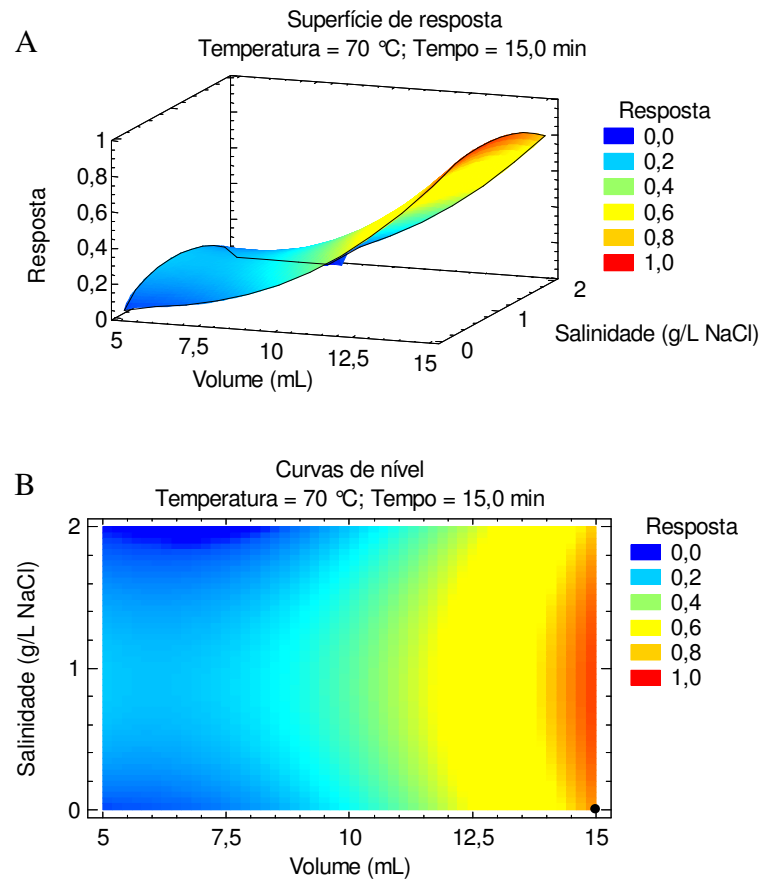 A
Superfície de resposta
Temperatura = 70 °C; Tempo = 15,0 min
Resposta
0,0
0,2
0,4
0,6
0,8
1,0
Resposta
1
0,8
0,6
0,4
0,2
0
5
7,5
10
12,5
15
Volume (mL)
0
1
2
Salinidade (g/L NaCl)
B
Curvas de nível
Temperatura = 70 °C; Tempo = 15,0 min
Resposta
0,0
0,2
0,4
0,6
0,8
1,0
Salinidade (g/L NaCl)
2
1
0
5
7,5
10
12,5
15
Volume (mL)